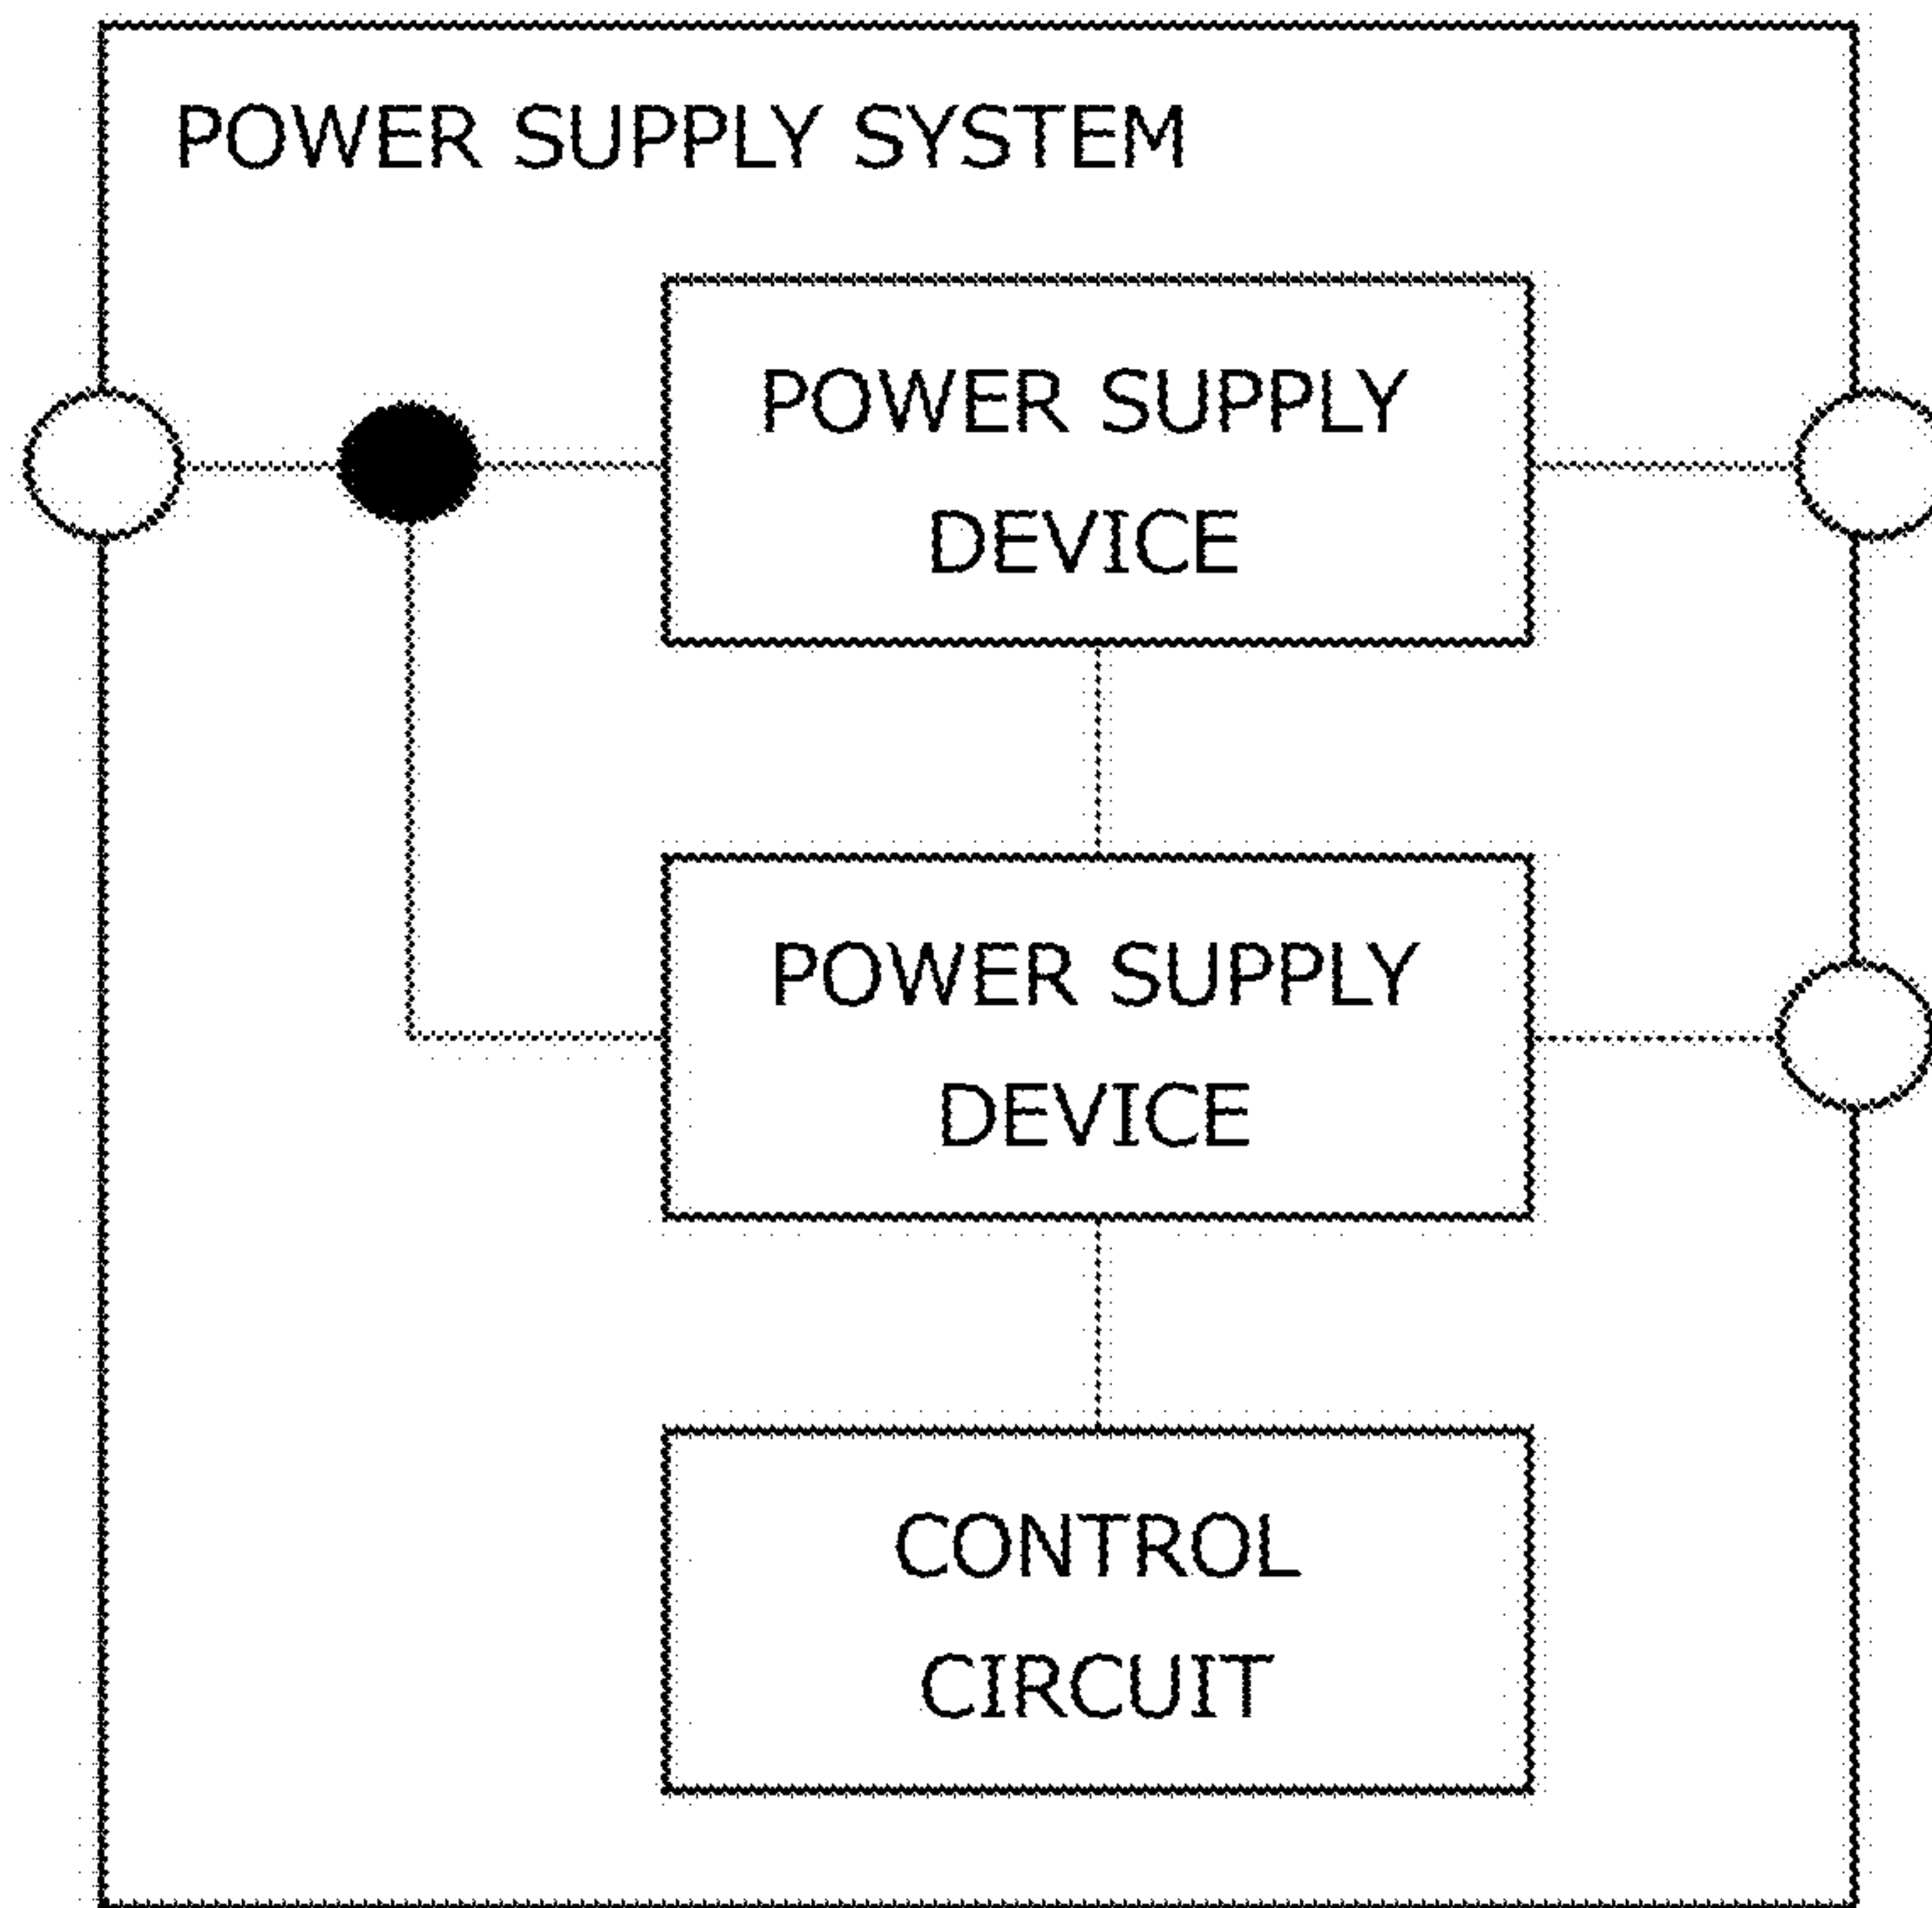 POWER SUPPLY SYSTEM
POWER SUPPLY
DEVICE
POWER SUPPLY
DEVICE
CONTROL
CIRCUIT